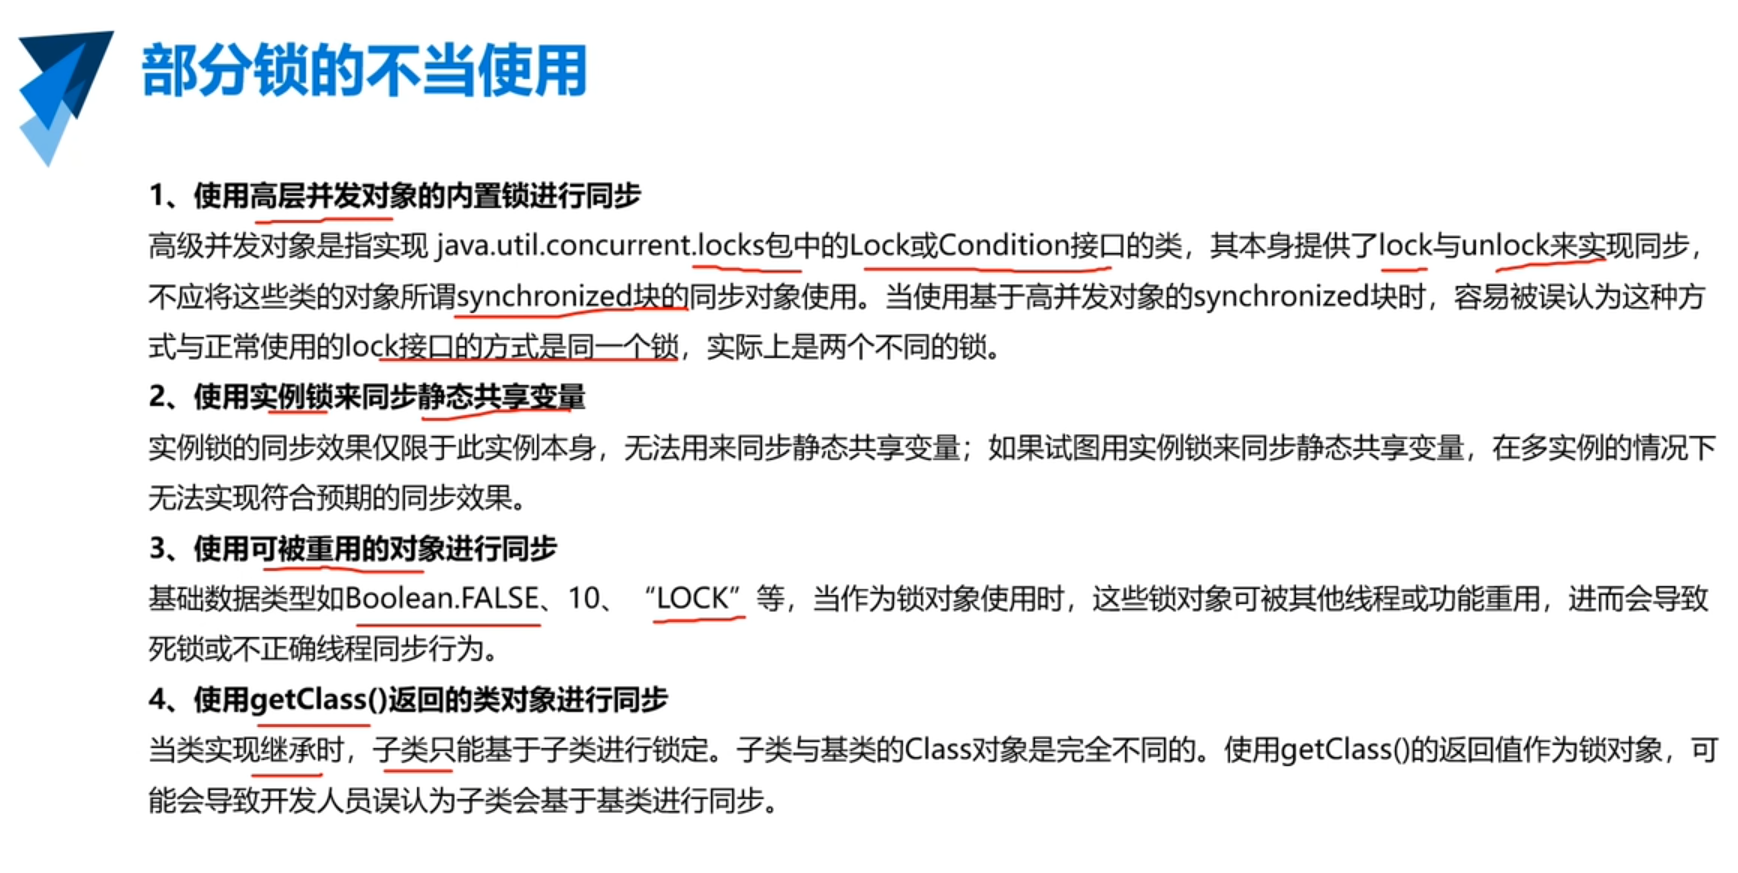 部分锁的不当使用
1、使用高层并发对象的内置锁进行同步
高级并发对象是指实现 java.util.concurrent.locks包中的Lock或Condition接口的类，其本身提供了lock与unlock来实现同步，
不应将这些类的对象所谓synchronized块的同步对象使用。当使用基于高并发对象的synchronized块时，容易被误认为这种方
式与正常使用的lock接口的方式是同一个锁，实际上是两个不同的锁。
2、使用实例锁来同步静态共享变量
实例锁的同步效果仅限于此实例本身，无法用来同步静态共享变量；如果试图用实例锁来同步静态共享变量，在多实例的情况下
无法实现符合预期的同步效果。
3、使用可被重用的对象进行同步
基础数据类型如Boolean.FALSE、10、“LOCK”等，当作为锁对象使用时，这些锁对象可被其他线程或功能重用，进而会导致
死锁或不正确线程同步行为。
4、使用getClass()返回的类对象进行同步
当类实现继承时，子类只能基于子类进行锁定。子类与基类的Class对象是完全不同的。使用getClass()的返回值作为锁对象，可
能会导致开发人员误认为子类会基于基类进行同步。